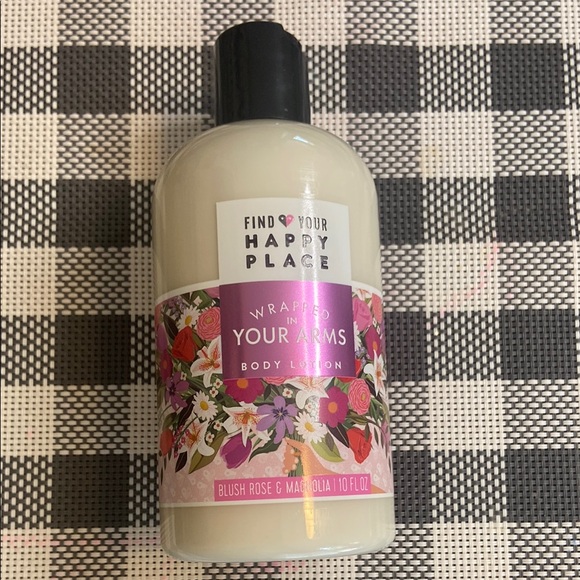 FIND YOUR
HAPPY
PLACE
WRAPPED
IN
YOUR ARMS
BODY LOTION
BLUSH ROSE & MAGNOLIA | 10 FL OZ